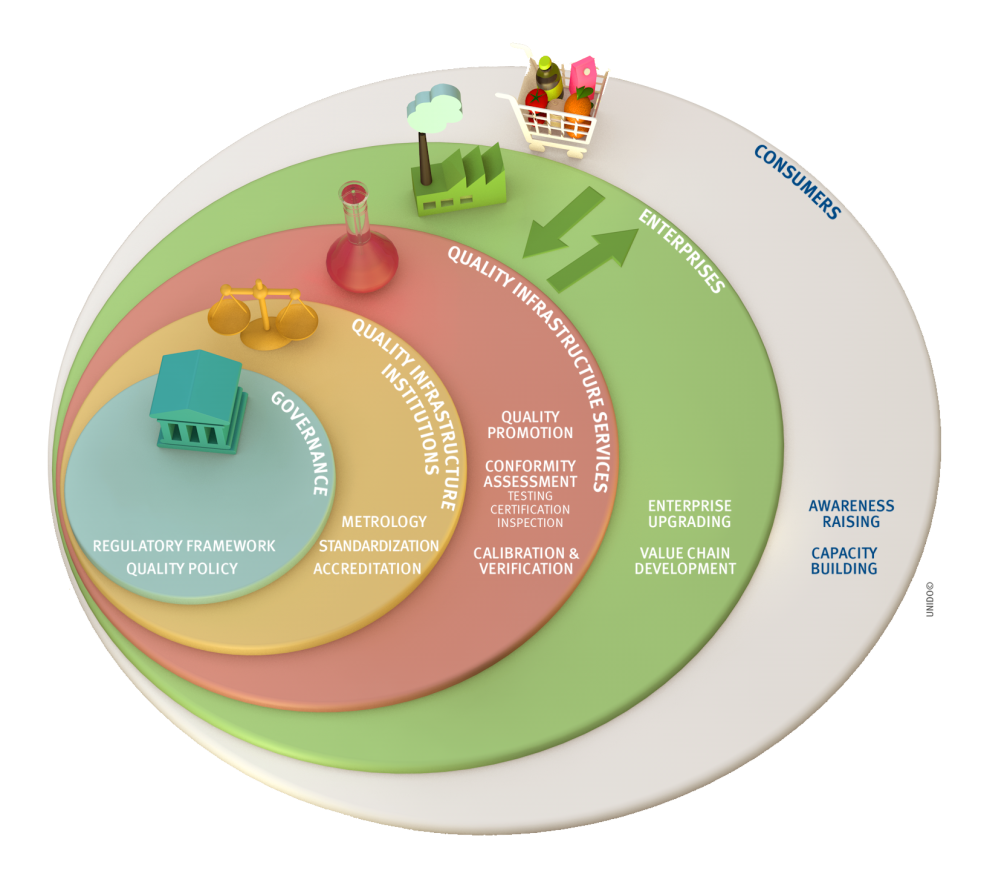 CONSUMERS
ENTERPRISES
QUALITY INFRASTRUCTURE SERVICES
QUALITY INFRASTRUCTURE
INSTITUTIONS
GOVERNANCE
REGULATORY FRAMEWORK
QUALITY POLICY
METROLOGY
STANDARDIZATION
ACCREDITATION
QUALITY
PROMOTION
CONFORMITY
ASSESSMENT
TESTING
CERTIFICATION
INSPECTION
CALIBRATION &
VERIFICATION
ENTERPRISE
UPGRADING
VALUE CHAIN
DEVELOPMENT
AWARENESS
RAISING
CAPACITY
BUILDING
UNIDO©